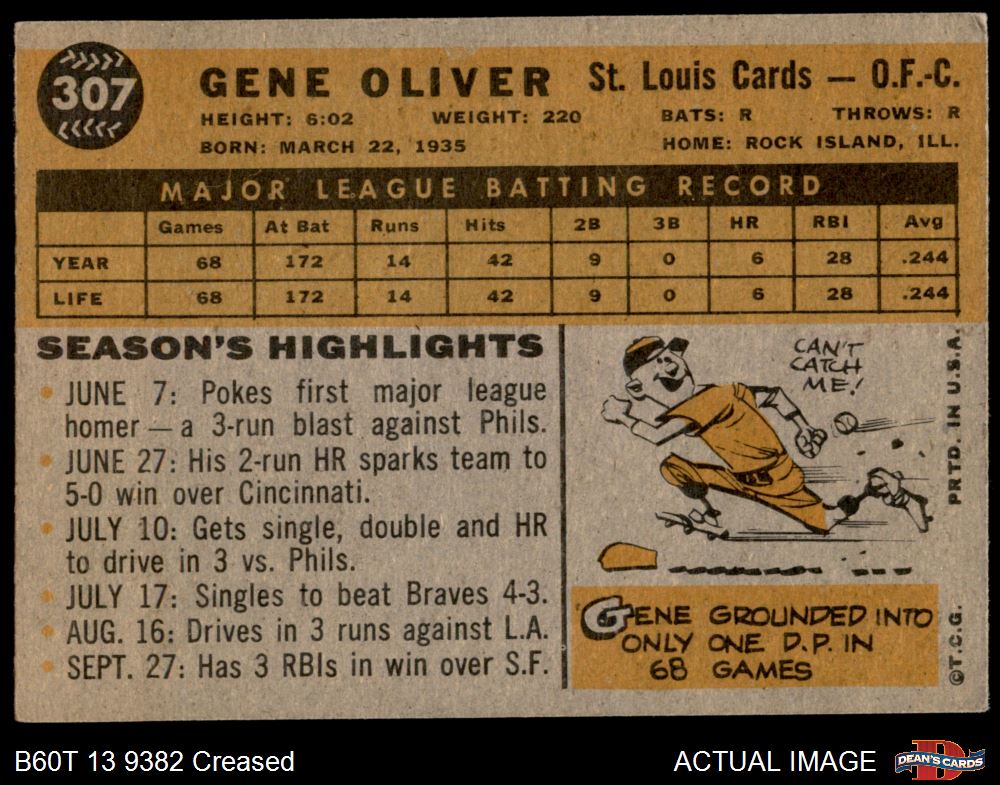 307
GENE OLIVER St. Louis Cards — O.F.-C.
HEIGHT: 6:02 WEIGHT: 220 BATS: R THROWS: R
BORN: MARCH 22, 1935 HOME: ROCK ISLAND, ILL.
MAJOR LEAGUE BATTING RECORD
Games At Bat Runs Hits 2B 3B HR RBI Avg
YEAR 68 172 14 42 9 0 6 28 .244
LIFE 68 172 14 42 9 0 6 28 .244
SEASON'S HIGHLIGHTS
• JUNE 7: Pokes first major league
homer — a 3-run blast against Phils.
• JUNE 27: His 2-run HR sparks team to
5-0 win over Cincinnati.
• JULY 10: Gets single, double and HR
to drive in 3 vs. Phils.
• JULY 17: Singles to beat Braves 4-3.
• AUG. 16: Drives in 3 runs against L.A.
• SEPT. 27: Has 3 RBIs in win over S.F.
CAN'T
CATCH
ME!
GENE GROUNDED INTO
ONLY ONE D.P. IN
68 GAMES
©T.C.G. PRTD. IN U.S.A.
B60T 13 9382 Creased ACTUAL IMAGE
D
DEAN'S CARDS